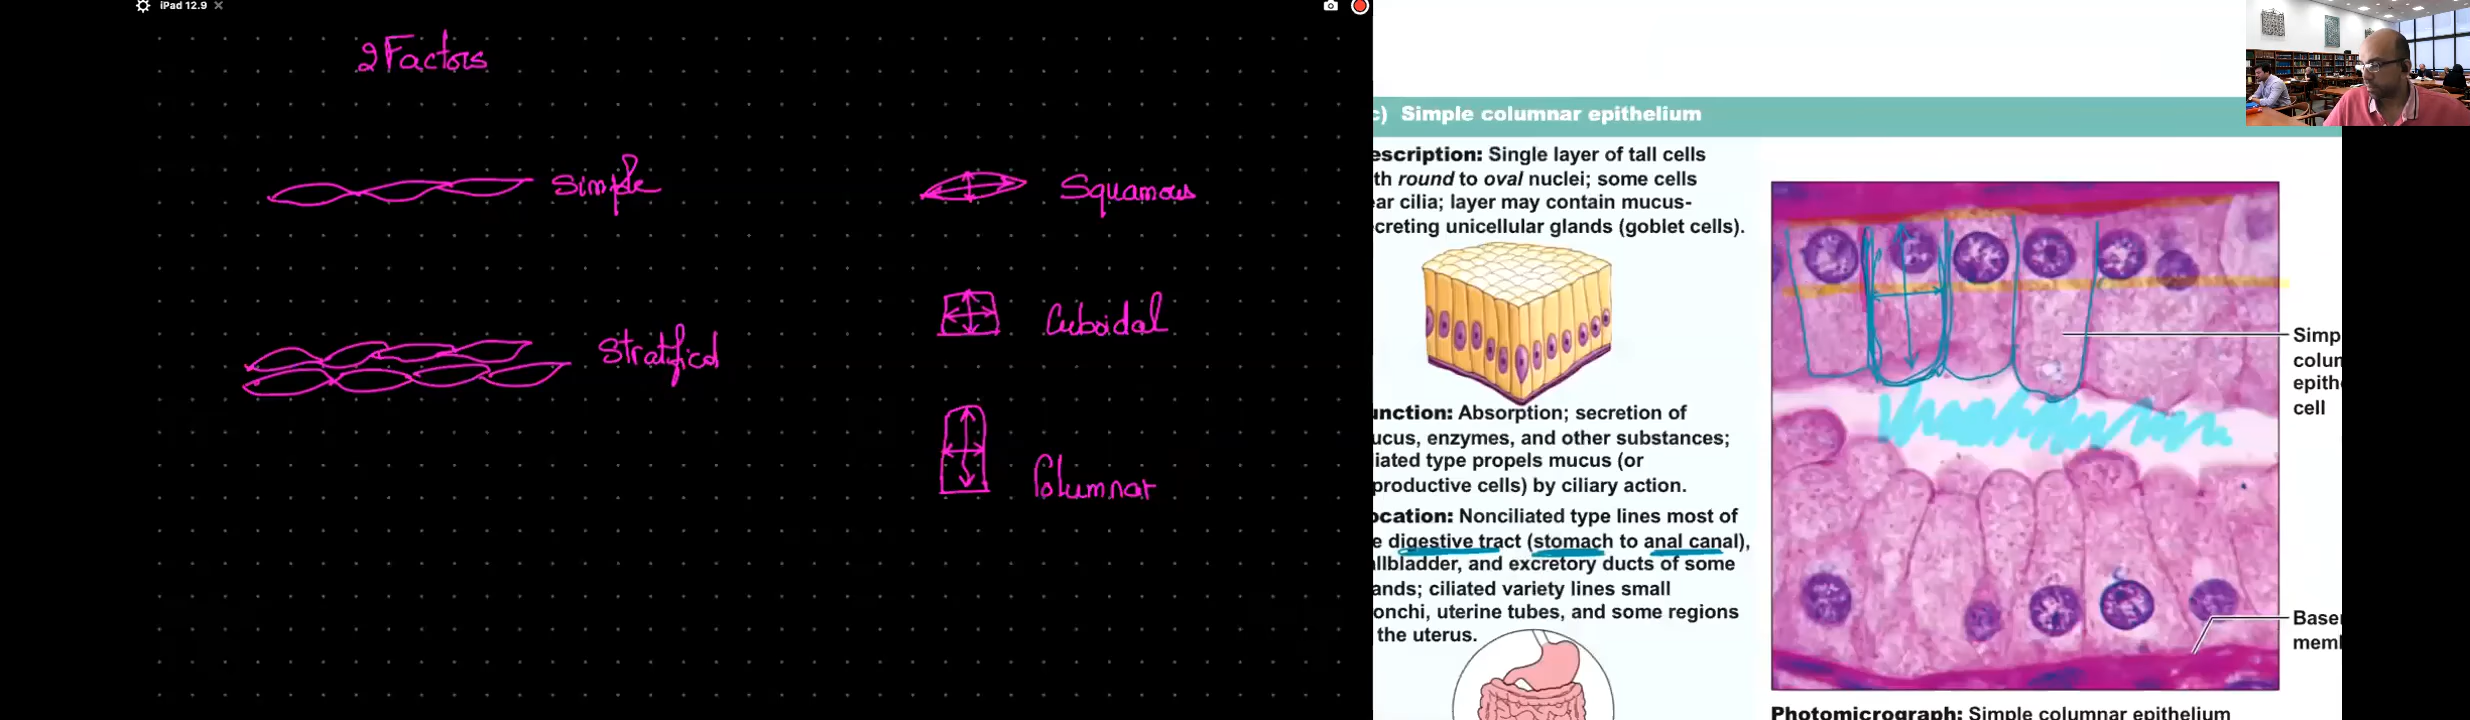 iPad 12.9
2 Factors
Simple
Stratified
Squamous
Cuboidal
Columnar
c) Simple columnar epithelium
escription: Single layer of tall cells
th round to oval nuclei; some cells
ar cilia; layer may contain mucus-
creting unicellular glands (goblet cells).
unction: Absorption; secretion of
ucus, enzymes, and other substances;
iated type propels mucus (or
productive cells) by ciliary action.
ocation: Nonciliated type lines most of
e digestive tract (stomach to anal canal),
llbladder, and excretory ducts of some
ands; ciliated variety lines small
onchi, uterine tubes, and some regions
the uterus.
Simp
colun
epith
cell
Baser
meml
Photomicrograph: Simple columnar epithelium